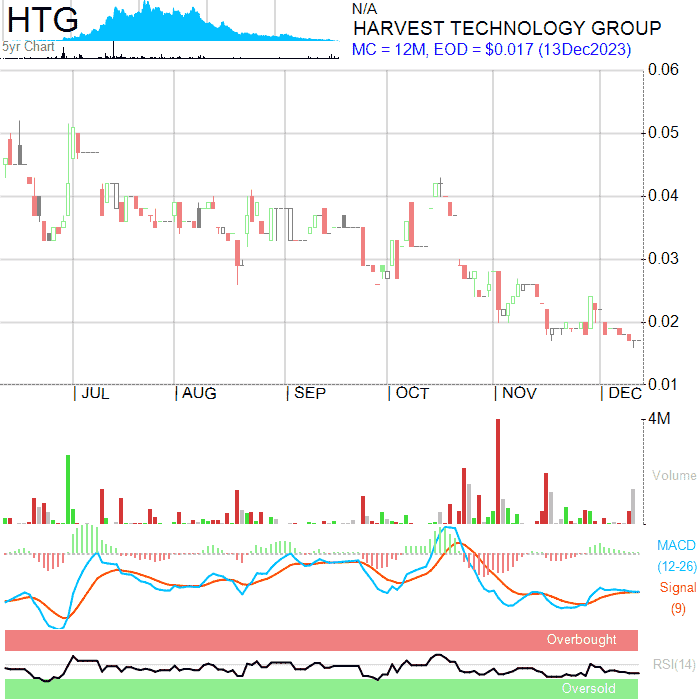 HTG
5yr Chart
N/A
HARVEST TECHNOLOGY GROUP
MC = 12M, EOD = $0.017 (13Dec2023)
0.06
0.05
0.04
0.03
0.02
0.01
JUL AUG SEP OCT NOV DEC
4M
Volume
MACD
(12-26)
Signal
(9)
Overbought
RSI(14)
Oversold